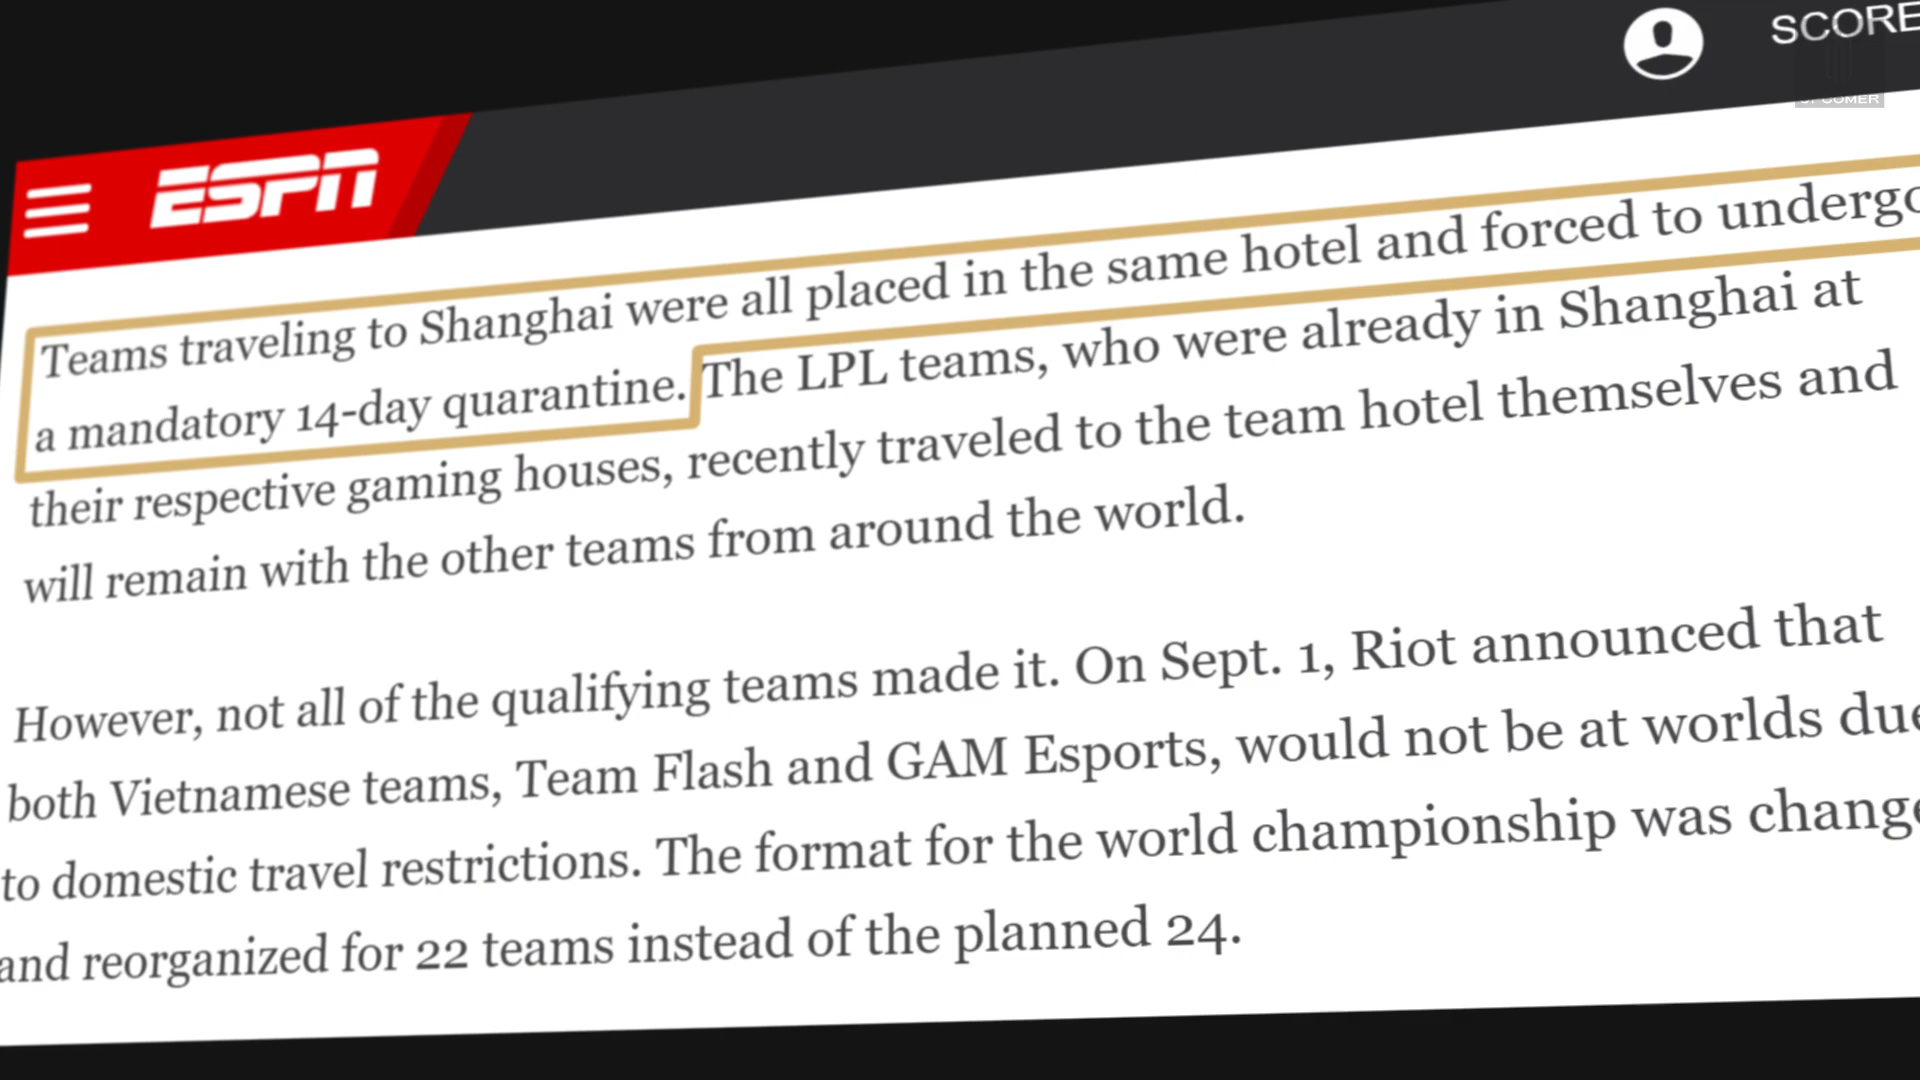 SCORE
UPCOMER
ESPN
Teams traveling to Shanghai were all placed in the same hotel and forced to undergo
a mandatory 14-day quarantine. The LPL teams, who were already in Shanghai at
their respective gaming houses, recently traveled to the team hotel themselves and
will remain with the other teams from around the world.
However, not all of the qualifying teams made it. On Sept. 1, Riot announced that
both Vietnamese teams, Team Flash and GAM Esports, would not be at worlds due
to domestic travel restrictions. The format for the world championship was change
and reorganized for 22 teams instead of the planned 24.